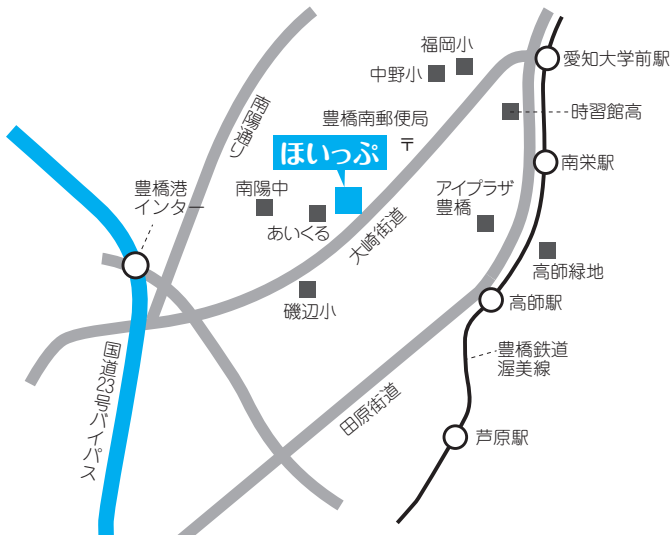 福岡小
中野小
愛知大学前駅
南陽通り
豊橋南郵便局
〒
時習館高
ほいっぷ
南栄駅
豊橋港
インター
南陽中
アイプラザ
豊橋
あいくる
大崎街道
高師緑地
磯辺小
高師駅
国道23号バイパス
豊橋鉄道
渥美線
田原街道
芦原駅